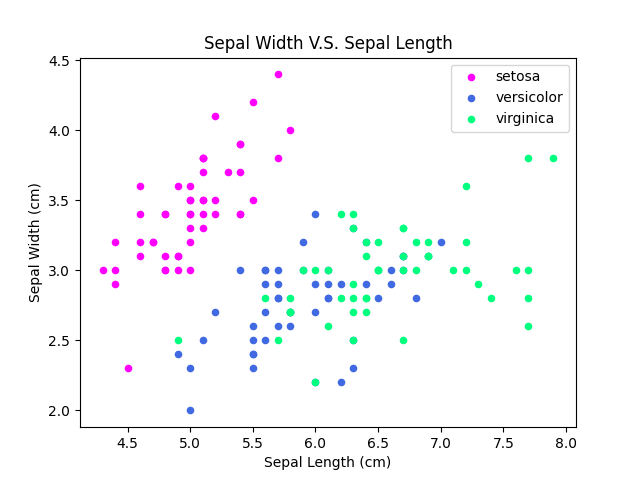 Sepal Width V.S. Sepal Length
setosa
versicolor
virginica
4.5
4.0
3.5
3.0
2.5
2.0
Sepal Width (cm)
4.5 5.0 5.5 6.0 6.5 7.0 7.5 8.0
Sepal Length (cm)